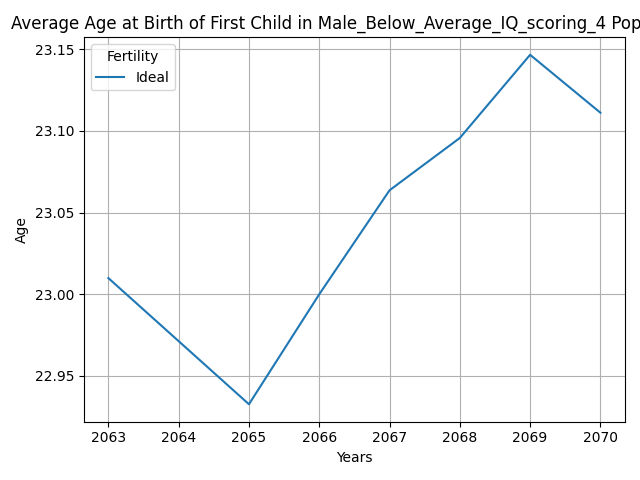 Average Age at Birth of First Child in Male_Below_Average_IQ_scoring_4 Pop
23.15
23.10
23.05
23.00
22.95
Age
Fertility
Ideal
2063 2064 2065 2066 2067 2068 2069 2070
Years